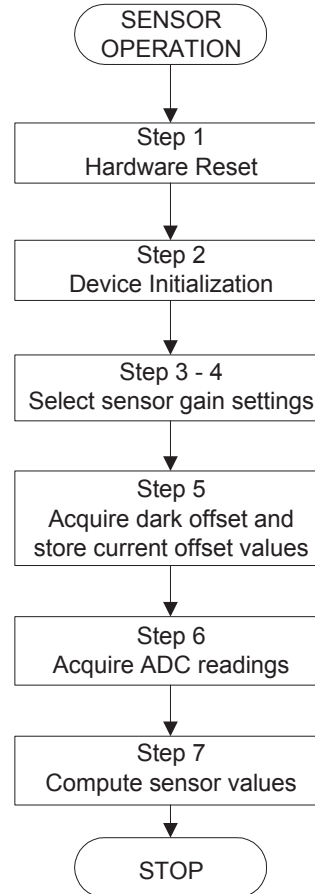 SENSOR
OPERATION
Step 1
Hardware Reset
Step 2
Device Initialization
Step 3 - 4
Select sensor gain settings
Step 5
Acquire dark offset and
store current offset values
Step 6
Acquire ADC readings
Step 7
Compute sensor values
STOP